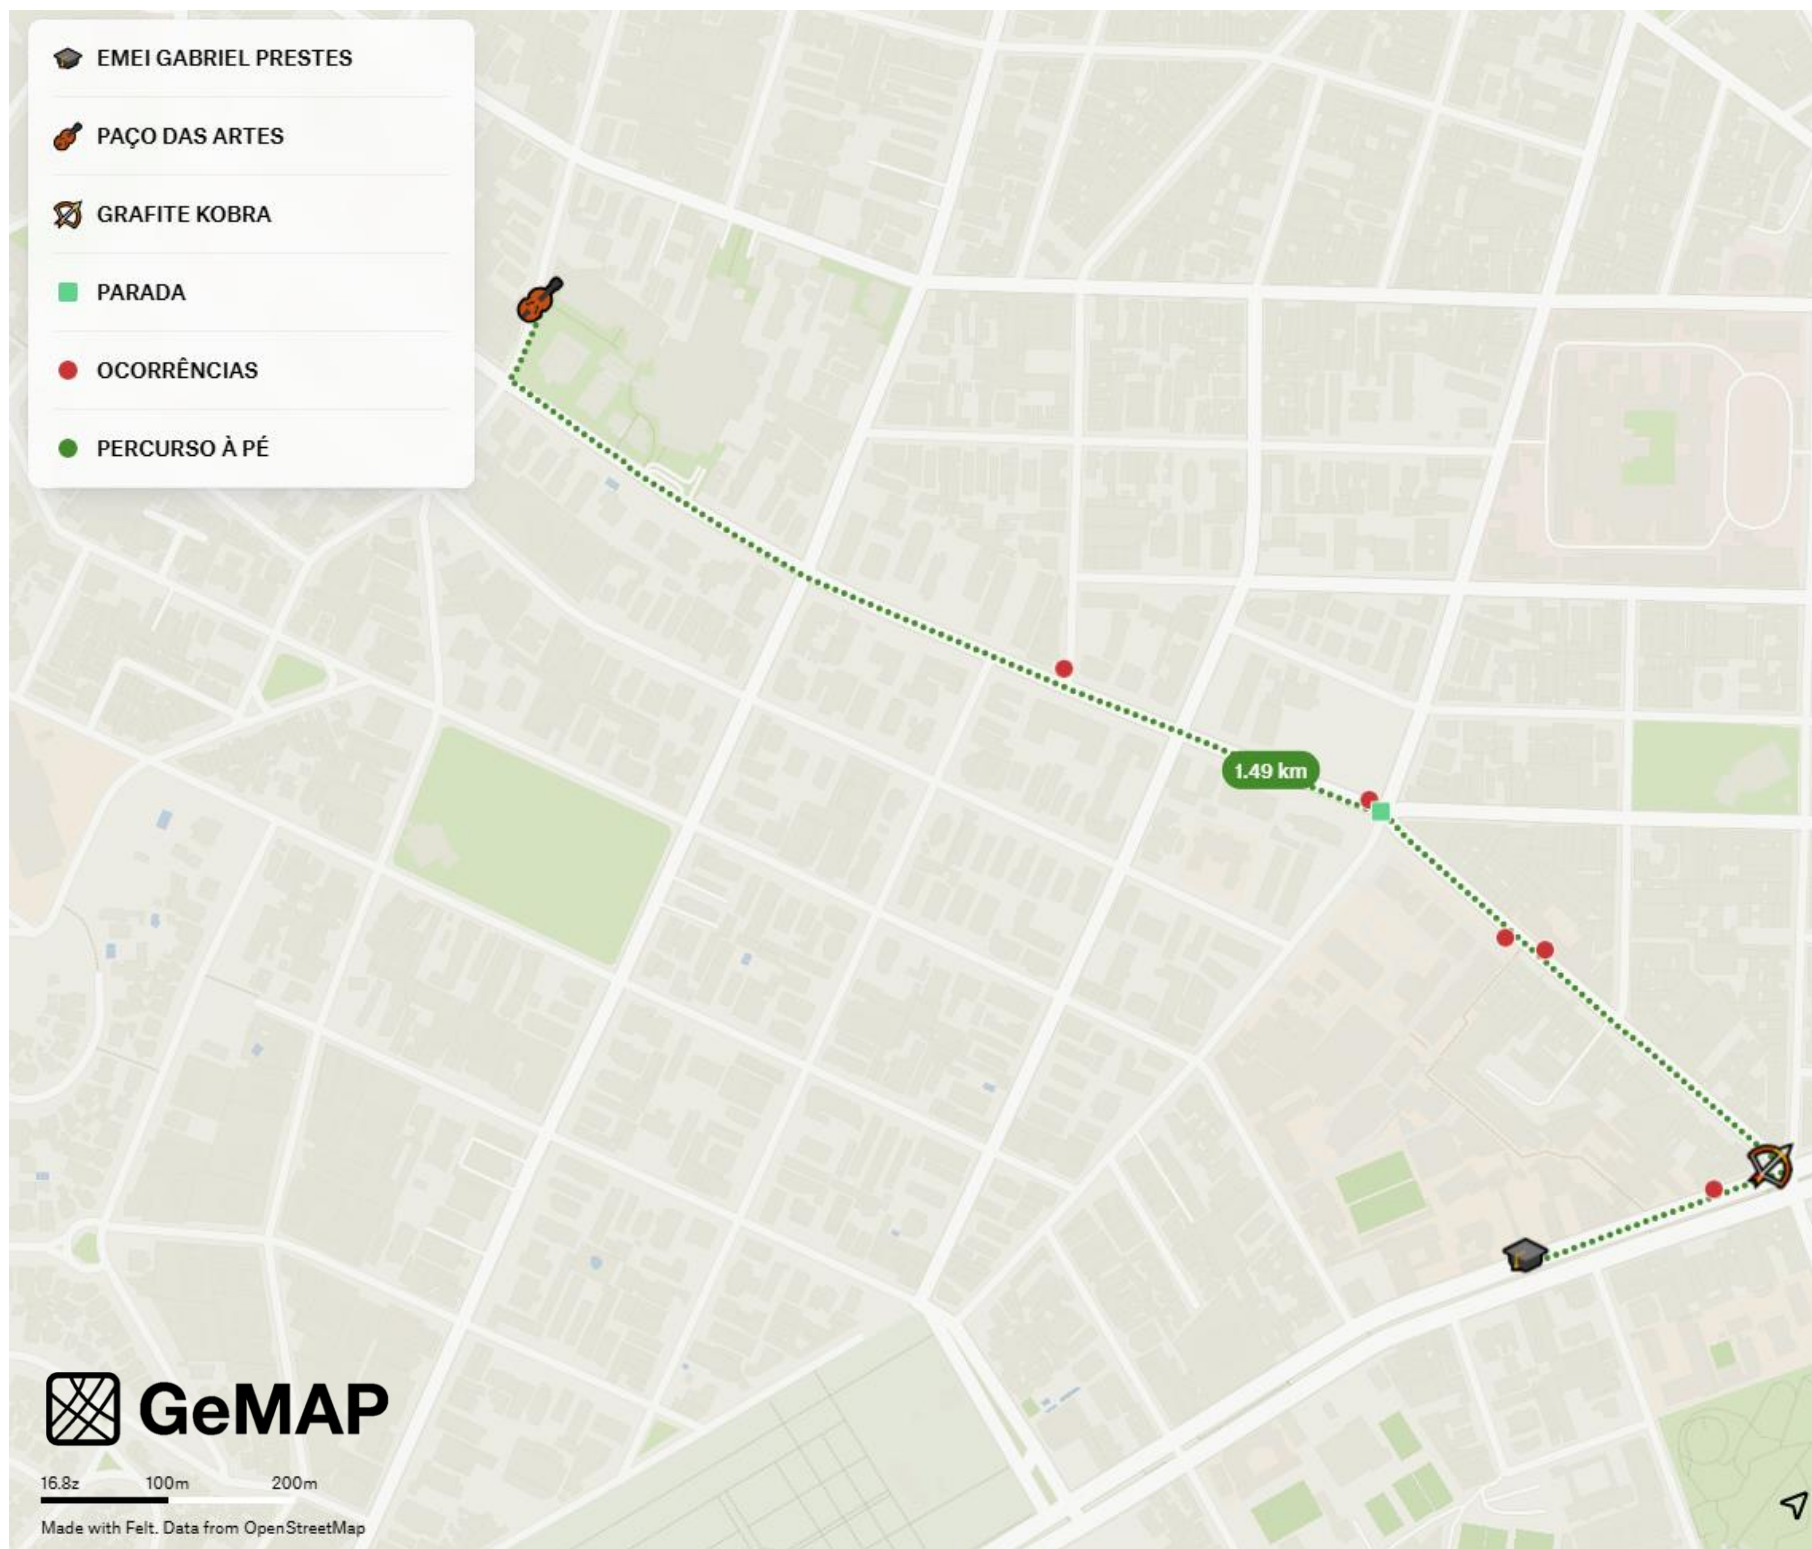 EMEI GABRIEL PRESTES
PAÇO DAS ARTES
GRAFITE KOBRA
PARADA
OCORRÊNCIAS
PERCURSO À PÉ
1.49 km
GeMAP
16.8z 100m 200m
Made with Felt. Data from OpenStreetMap